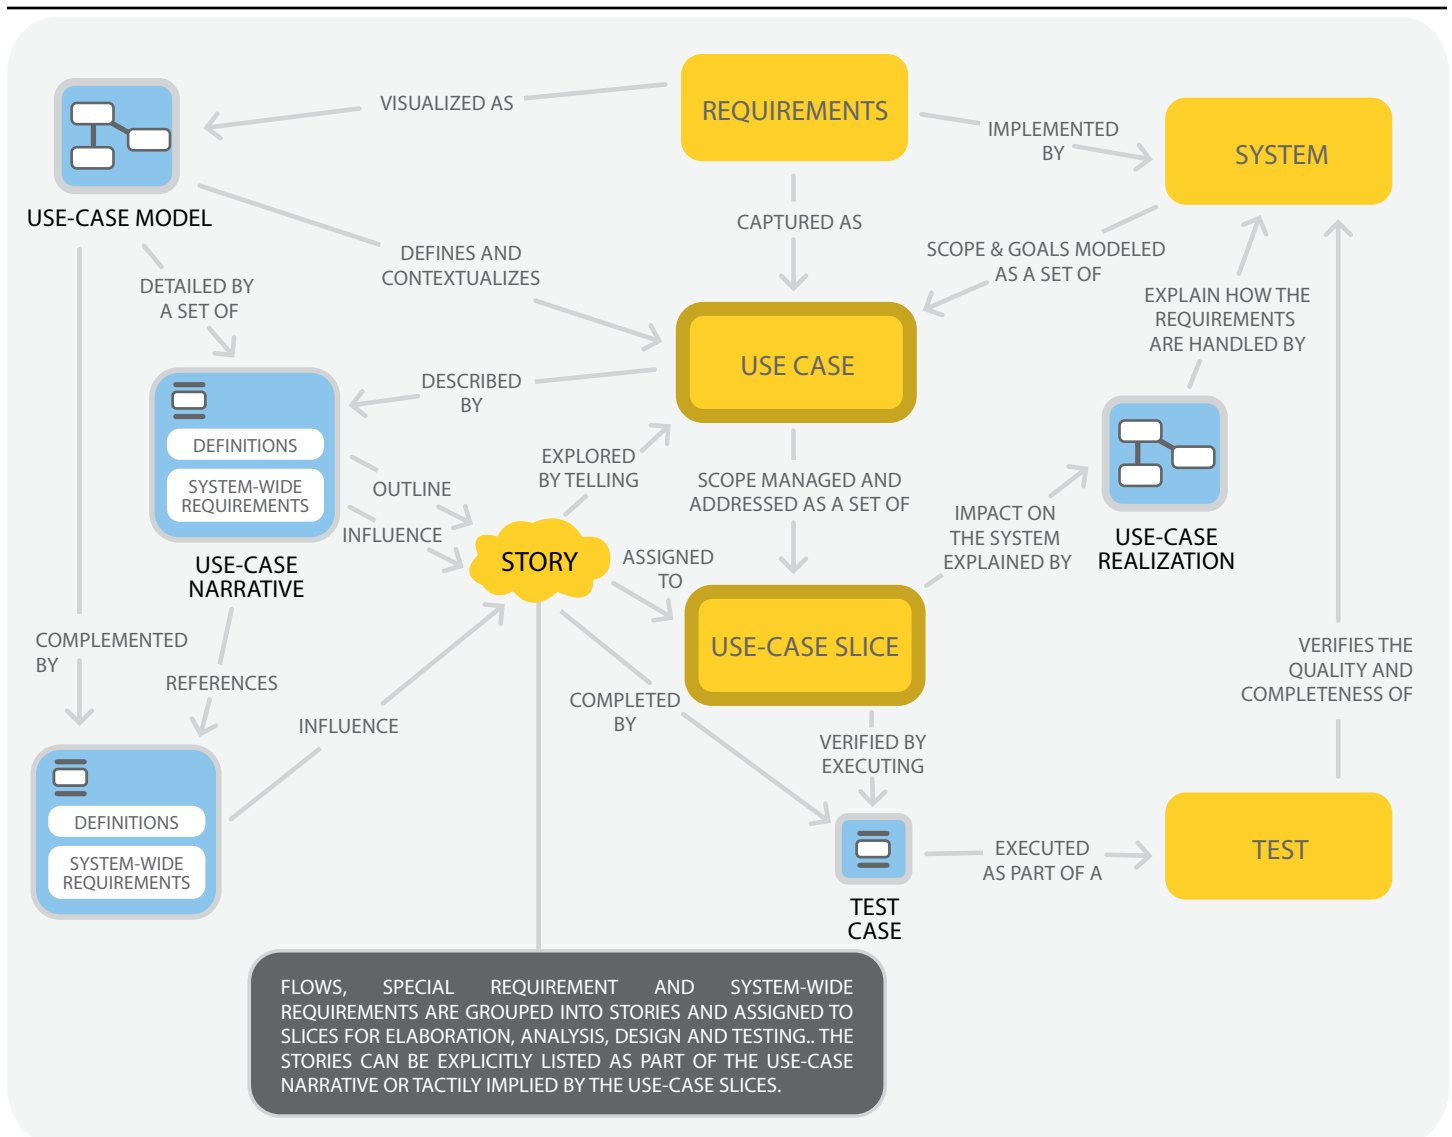 VISUALIZED AS
REQUIREMENTS
IMPLEMENTED
BY
SYSTEM
USE-CASE MODEL
CAPTURED AS
DEFINES AND
CONTEXTUALIZES
SCOPE & GOALS MODELED
AS A SET OF
DETAILED BY
A SET OF
EXPLAIN HOW THE
REQUIREMENTS
ARE HANDLED BY
USE CASE
DESCRIBED
BY
DEFINITIONS
SYSTEM-WIDE
REQUIREMENTS
USE-CASE
NARRATIVE
OUTLINE
INFLUENCE
EXPLORED
BY TELLING
SCOPE MANAGED AND
ADDRESSED AS A SET OF
IMPACT ON
THE SYSTEM
EXPLAINED BY
USE-CASE
REALIZATION
STORY
ASSIGNED
TO
USE-CASE SLICE
COMPLEMENTED
BY
REFERENCES
INFLUENCE
COMPLETED
BY
VERIFIED BY
EXECUTING
VERIFIES THE
QUALITY AND
COMPLETENESS OF
DEFINITIONS
SYSTEM-WIDE
REQUIREMENTS
TEST
CASE
EXECUTED
AS PART OF A
TEST
FLOWS, SPECIAL REQUIREMENT AND SYSTEM-WIDE
REQUIREMENTS ARE GROUPED INTO STORIES AND ASSIGNED TO
SLICES FOR ELABORATION, ANALYSIS, DESIGN AND TESTING.. THE
STORIES CAN BE EXPLICITLY LISTED AS PART OF THE USE-CASE
NARRATIVE OR TACTILY IMPLIED BY THE USE-CASE SLICES.